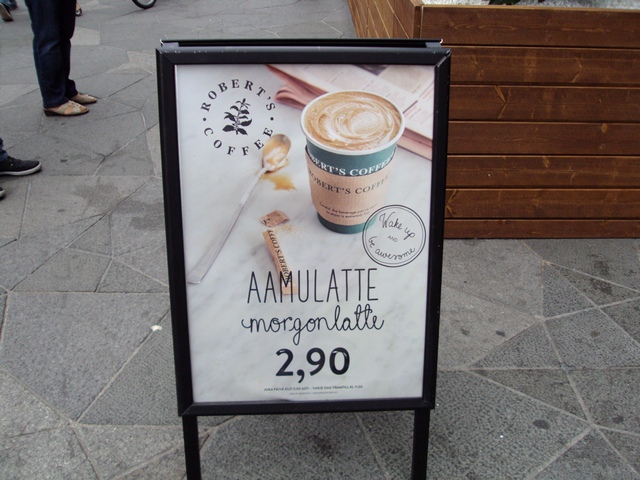 ROBERT'S COFFEE
ROBERT'S COFFEE
ROBERT'S COFFEE
Wake up
AND
be awesome
AAMULATTE
morgonlatte
2,90